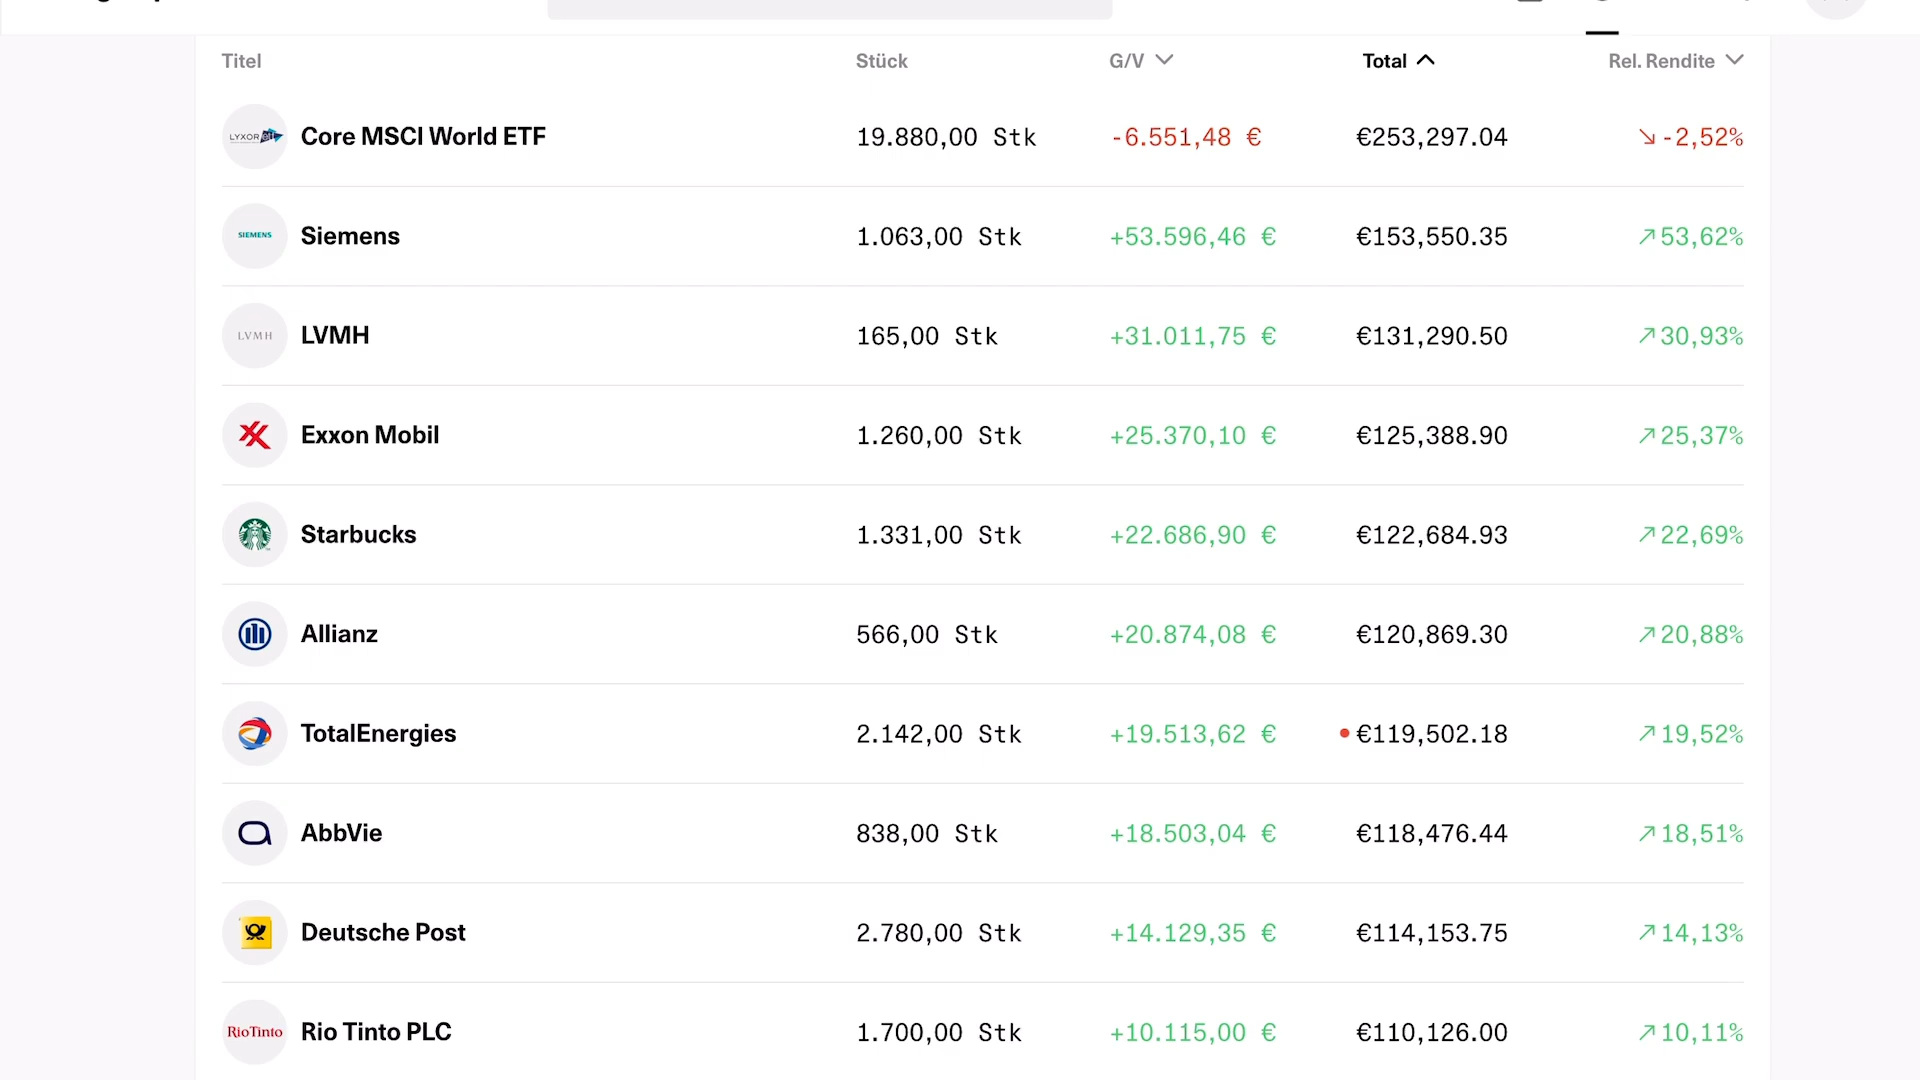 Titel Stück G/V Total Rel. Rendite
LYXOR Core MSCI World ETF 19.880,00 Stk -6.551,48 € €253,297.04 -2,52%
SIEMENS Siemens 1.063,00 Stk +53.596,46 € €153,550.35 53,62%
LVMH LVMH 165,00 Stk +31.011,75 € €131,290.50 30,93%
Exxon Mobil 1.260,00 Stk +25.370,10 € €125,388.90 25,37%
Starbucks 1.331,00 Stk +22.686,90 € €122,684.93 22,69%
Allianz 566,00 Stk +20.874,08 € €120,869.30 20,88%
TotalEnergies 2.142,00 Stk +19.513,62 € €119,502.18 19,52%
AbbVie 838,00 Stk +18.503,04 € €118,476.44 18,51%
Deutsche Post 2.780,00 Stk +14.129,35 € €114,153.75 14,13%
RioTinto Rio Tinto PLC 1.700,00 Stk +10.115,00 € €110,126.00 10,11%